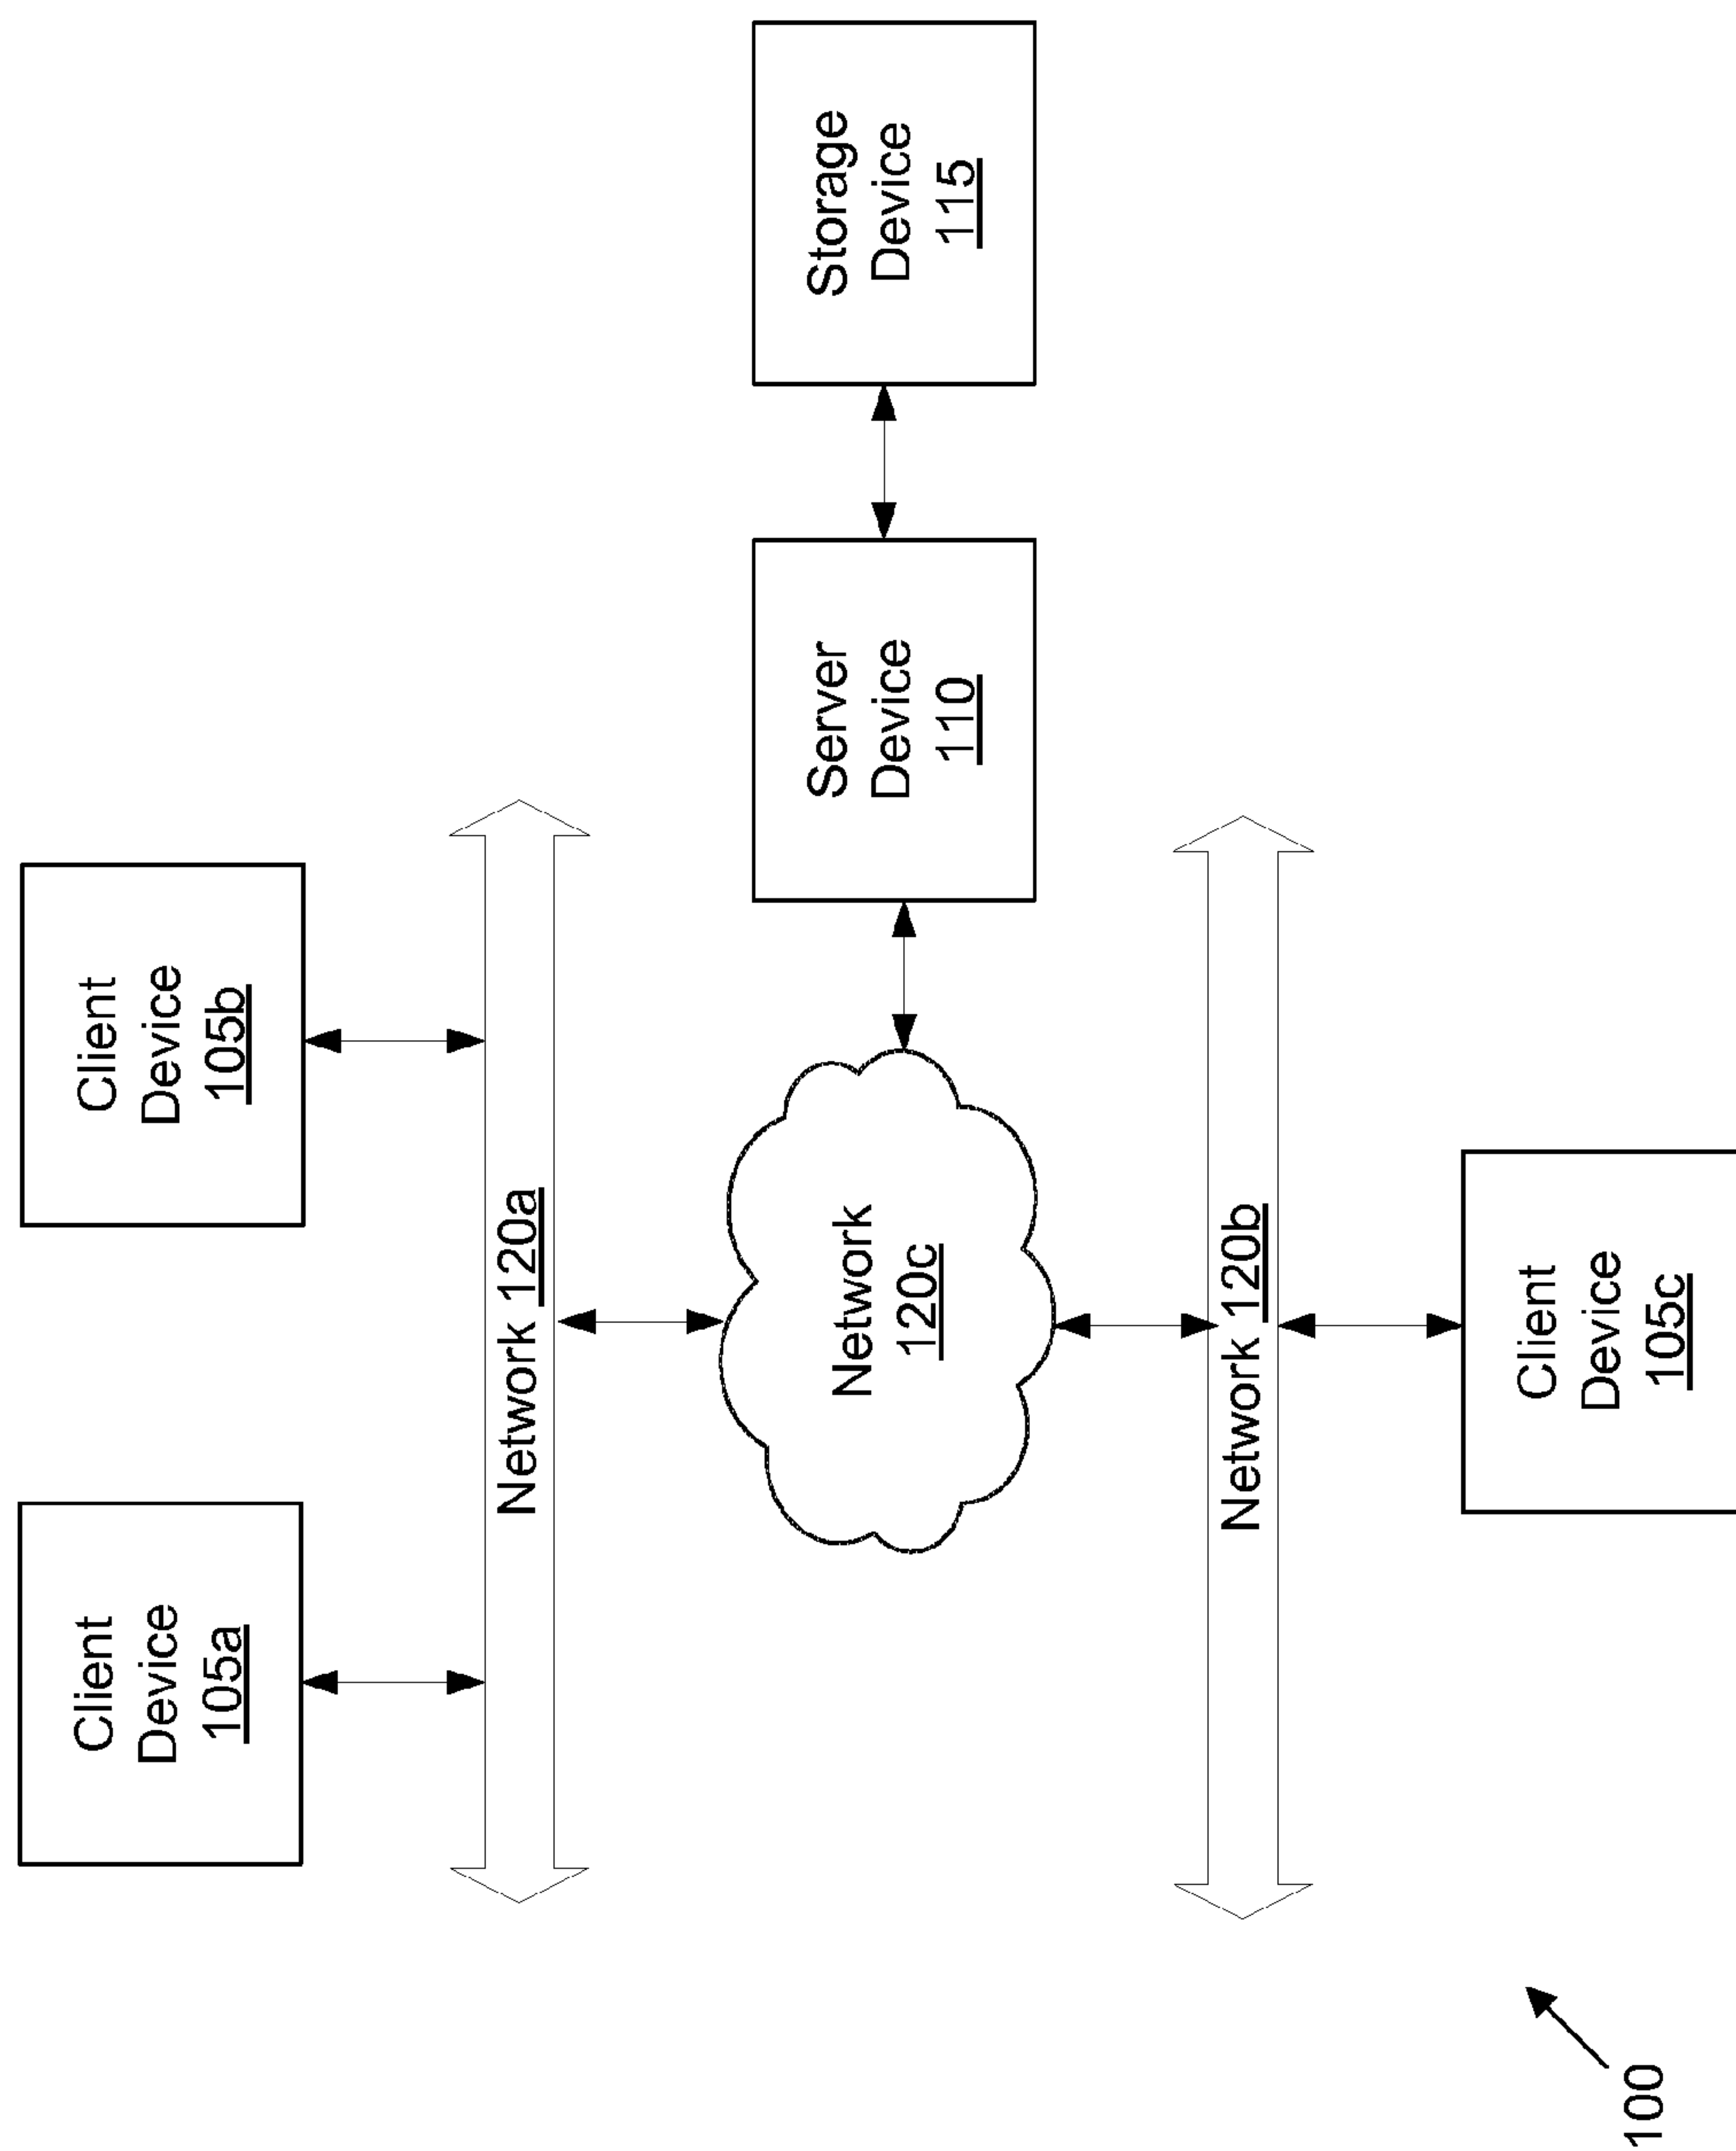 Client
Device
105a
Client
Device
105b
Network 120a
Network
120c
Server
Device
110
Storage
Device
115
Network 120b
Client
Device
105c
100